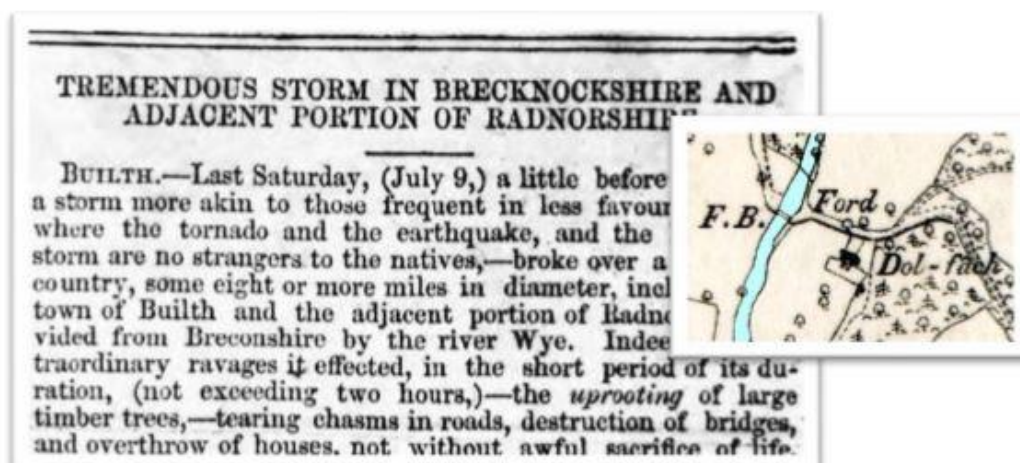 TREMENDOUS STORM IN BRECKNOCKSHIRE AND
ADJACENT PORTION OF RADNORSHIRE
BUILTH.—Last Saturday, (July 9,) a little before
a storm more akin to those frequent in less favour
where the tornado and the earthquake, and the
storm are no strangers to the natives,—broke over a
country, some eight or more miles in diameter, incl
town of Builth and the adjacent portion of Radno
vided from Breconshire by the river Wye. Indee
traordinary ravages it effected, in the short period of its du-
ration, (not exceeding two hours,)—the uprooting of large
timber trees,—tearing chasms in roads, destruction of bridges,
and overthrow of houses, not without awful sacrifice of life.
Ford
F.B.
Dol-fach